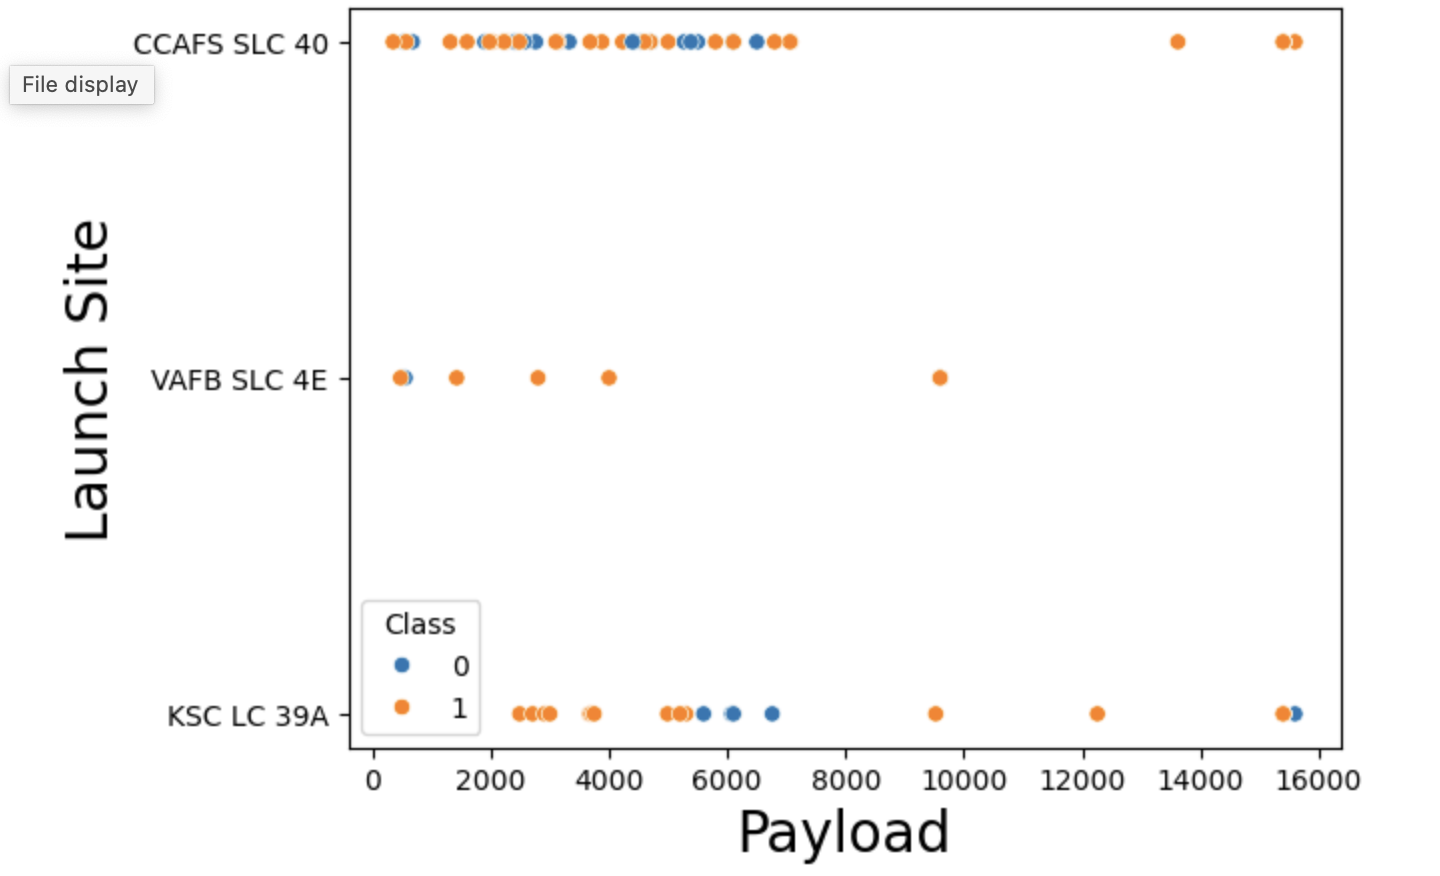 CCAFS SLC 40
File display
Launch Site
VAFB SLC 4E
Class
0
1
KSC LC 39A
0 2000 4000 6000 8000 10000 12000 14000 16000
Payload